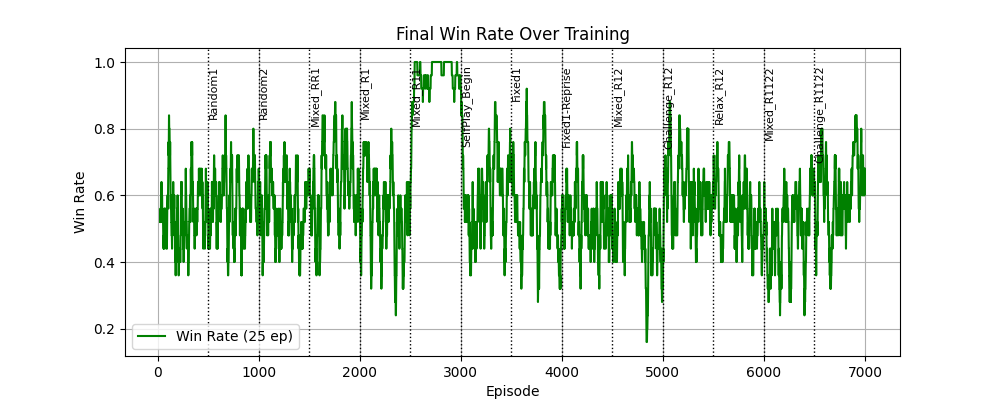 Final Win Rate Over Training
Win Rate
1.0
0.8
0.6
0.4
0.2
Random1
Random2
Mixed_RR1
Mixed_R1
SelfPlay_Begin
Fixed1
Fixed1-Reprise
Mixed_R12
Challenge_R12
Relax_R12
Mixed_R1122
Challenge_R1122
Win Rate (25 ep)
0
1000
2000
3000
4000
5000
6000
7000
Episode